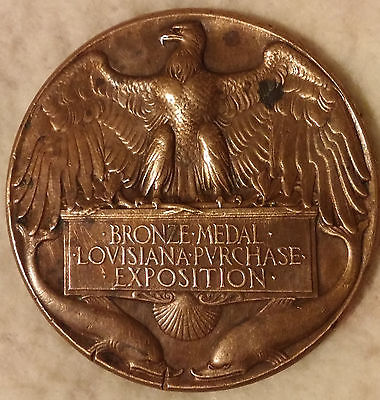 BRONZE·MEDAL·
·LOVISIANA·PVRCHASE·
EXPOSITION·